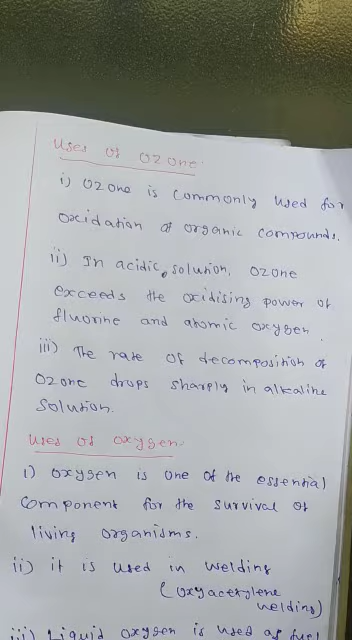 Uses of Ozone.
i) Ozone is commonly used for
oxidation of organic compounds.
ii) In acidic solution, ozone
exceeds the oxidising power of
fluorine and atomic oxygen.
iii) The rate of decomposition of
Ozone drops sharply in alkaline
Solution.
Uses of oxygen.
i) oxygen is one of the essential
component for the survival of
living organisms.
ii) it is used in welding
(oxyacetylene
welding)
iii) Liquid oxygen is used as fuel